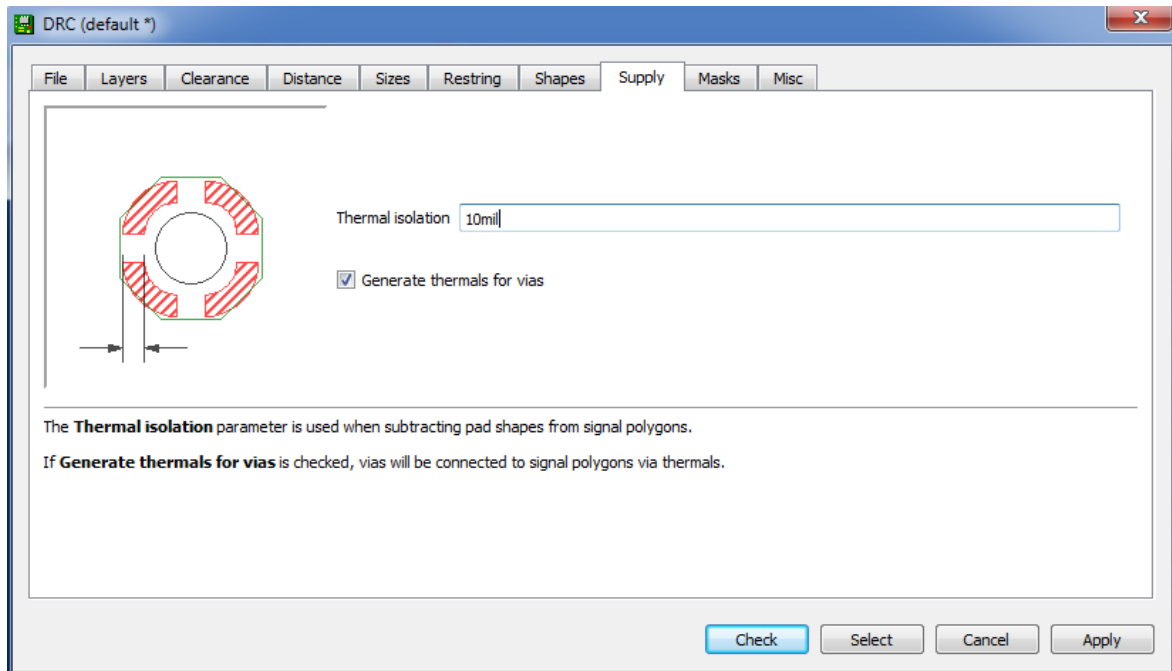 DRC (default *)
File Layers Clearance Distance Sizes Restring Shapes Supply Masks Misc
Thermal isolation 10mil
Generate thermals for vias
The Thermal isolation parameter is used when subtracting pad shapes from signal polygons.
If Generate thermals for vias is checked, vias will be connected to signal polygons via thermals.
Check Select Cancel Apply